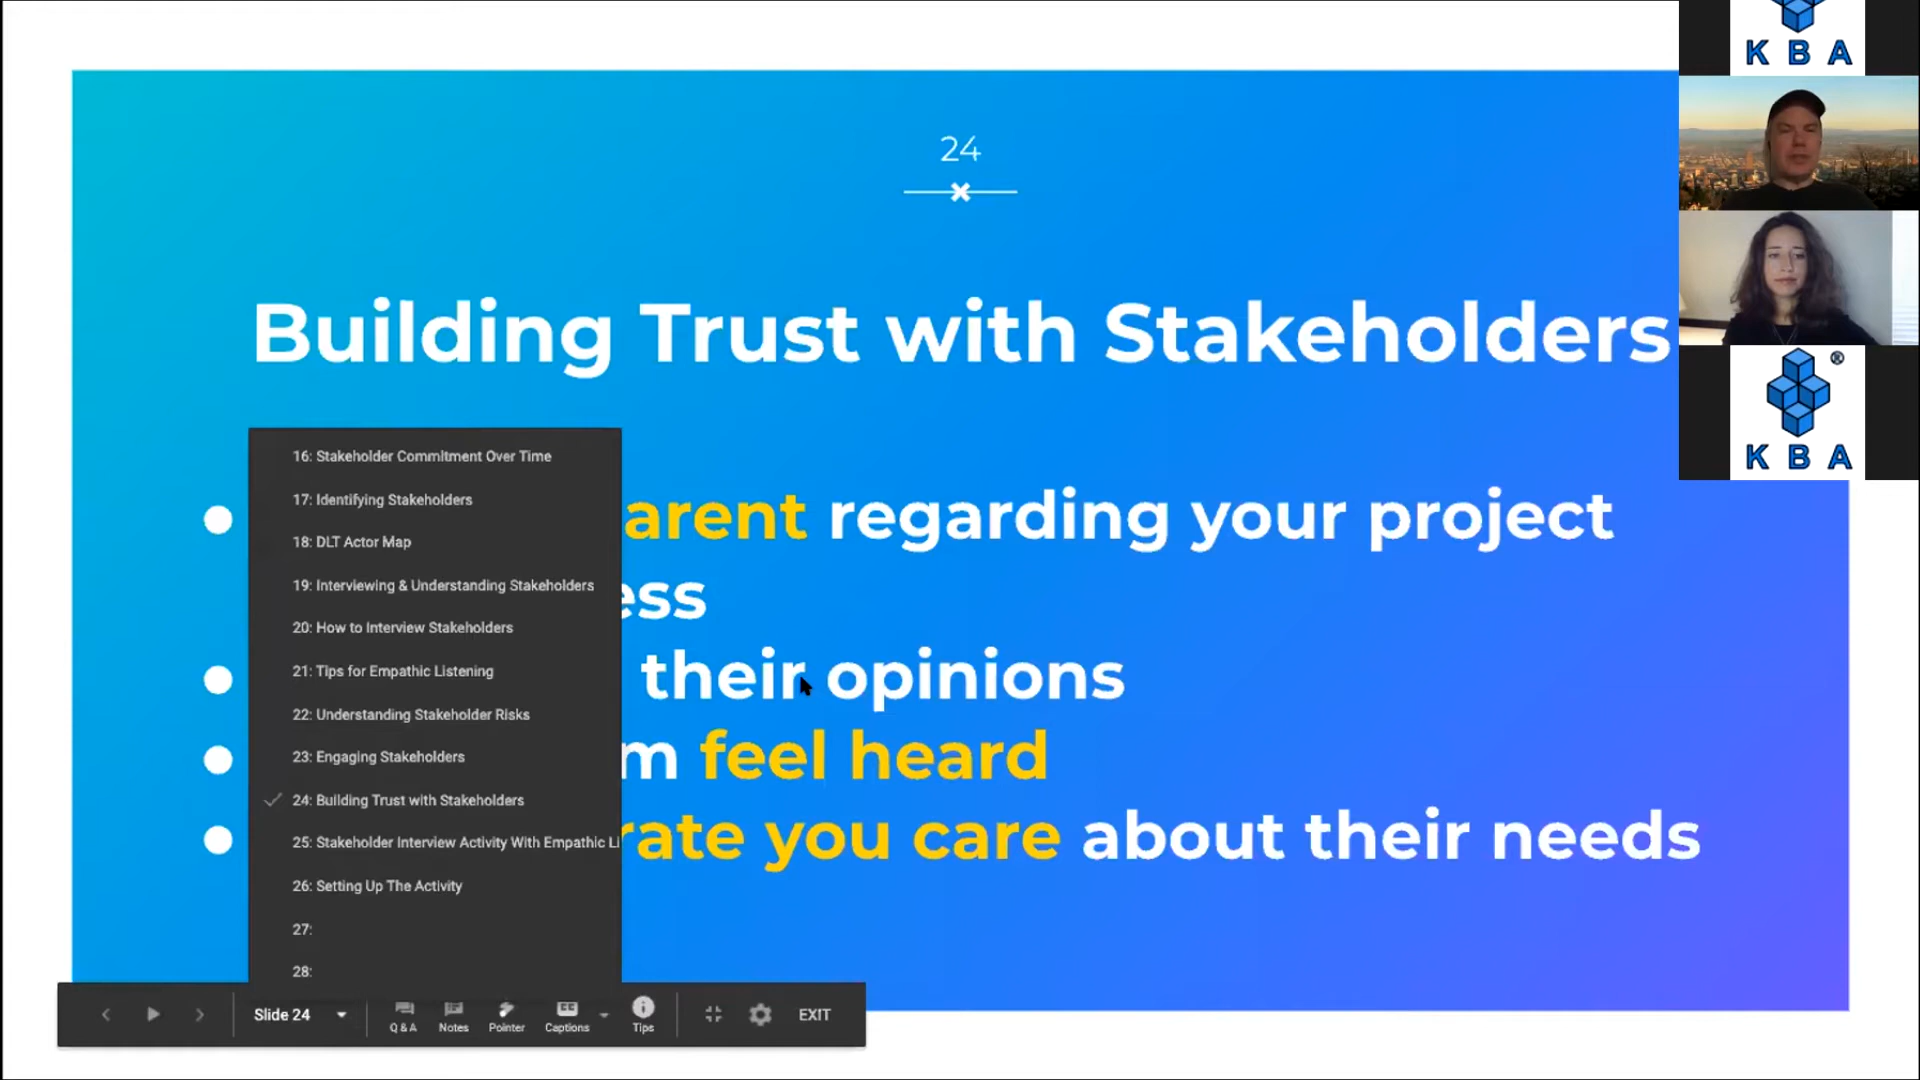 K B A
24
Building Trust with Stakeholders
arent regarding your project
ess
their opinions
m feel heard
rate you care about their needs
16: Stakeholder Commitment Over Time
17: Identifying Stakeholders
18: DLT Actor Map
19: Interviewing & Understanding Stakeholders
20: How to Interview Stakeholders
21: Tips for Empathic Listening
22: Understanding Stakeholder Risks
23: Engaging Stakeholders
24: Building Trust with Stakeholders
25: Stakeholder Interview Activity With Empathic Li
26: Setting Up The Activity
27:
28:
Slide 24
Q & A
Notes
CC
Pointer
Captions
Tips
EXIT
®
K B A